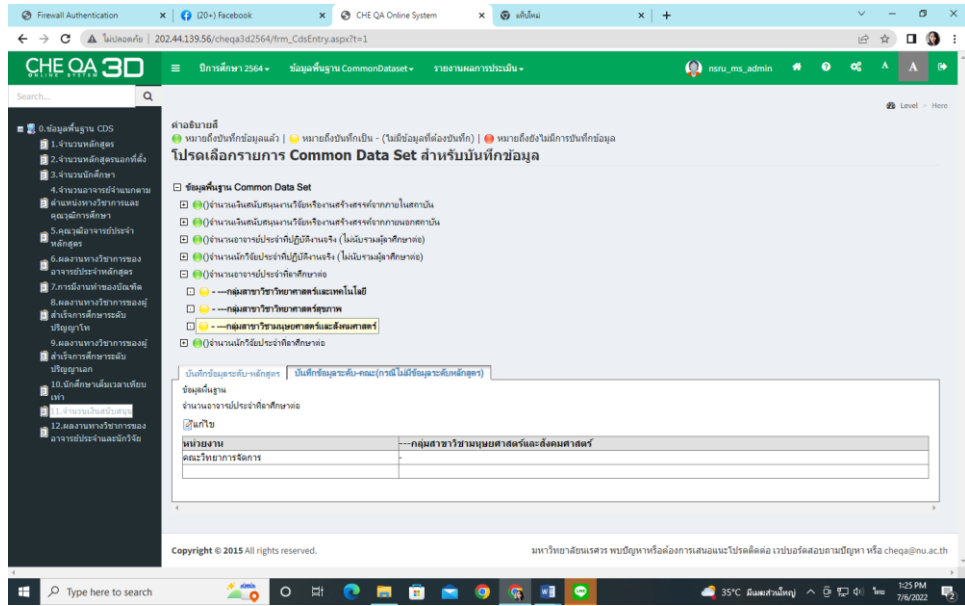 Firewall Authentication
(20+) Facebook
CHE QA Online System
แท็บใหม่
ไม่ปลอดภัย | 202.44.139.56/cheqa3d2564/frm_CdsEntry.aspx?t=1
CHE QA 3D
ONLINE SYSTEM
ปีการศึกษา 2564
ข้อมูลพื้นฐาน CommonDataset
รายงานผลการประเมิน
nsru_ms_admin
A
A
Search...
Level > Here
0.ข้อมูลพื้นฐาน CDS
1.จำนวนหลักสูตร
2.จำนวนหลักสูตรนอกที่ตั้ง
3.จำนวนนักศึกษา
4.จำนวนอาจารย์จำแนกตาม
ตำแหน่งทางวิชาการและ
คุณวุฒิการศึกษา
5.คุณวุฒิอาจารย์ประจำ
หลักสูตร
6.ผลงานทางวิชาการของ
อาจารย์ประจำหลักสูตร
7.การมีงานทำของบัณฑิต
8.ผลงานทางวิชาการของผู้
สำเร็จการศึกษาระดับ
ปริญญาโท
9.ผลงานทางวิชาการของผู้
สำเร็จการศึกษาระดับ
ปริญญาเอก
10.นักศึกษาเต็มเวลาเทียบ
เท่า
11.จำนวนเงินสนับสนุน
12.ผลงานทางวิชาการของ
อาจารย์ประจำและนักวิจัย
คำอธิบายสี
หมายถึงบันทึกข้อมูลแล้ว | หมายถึงบันทึกเป็น - (ไม่มีข้อมูลที่ต้องบันทึก) | หมายถึงยังไม่มีการบันทึกข้อมูล
โปรดเลือกรายการ Common Data Set สำหรับบันทึกข้อมูล
ข้อมูลพื้นฐาน Common Data Set
()จำนวนเงินสนับสนุนงานวิจัยหรืองานสร้างสรรค์จากภายในสถาบัน
()จำนวนเงินสนับสนุนงานวิจัยหรืองานสร้างสรรค์จากภายนอกสถาบัน
()จำนวนอาจารย์ประจำที่ปฏิบัติงานจริง (ไม่นับรวมผู้ลาศึกษาต่อ)
()จำนวนนักวิจัยประจำที่ปฏิบัติงานจริง (ไม่นับรวมผู้ลาศึกษาต่อ)
()จำนวนอาจารย์ประจำที่ลาศึกษาต่อ
- ---กลุ่มสาขาวิชาวิทยาศาสตร์และเทคโนโลยี
- ---กลุ่มสาขาวิชาวิทยาศาสตร์สุขภาพ
- ---กลุ่มสาขาวิชามนุษยศาสตร์และสังคมศาสตร์
()จำนวนนักวิจัยประจำที่ลาศึกษาต่อ
บันทึกข้อมูลระดับ-หลักสูตร
บันทึกข้อมูลระดับ-คณะ(กรณีไม่มีข้อมูลระดับหลักสูตร)
ข้อมูลพื้นฐาน
จำนวนอาจารย์ประจำที่ลาศึกษาต่อ
แก้ไข
หน่วยงาน
---กลุ่มสาขาวิชามนุษยศาสตร์และสังคมศาสตร์
คณะวิทยาการจัดการ
-
Copyright © 2015 All rights reserved.
มหาวิทยาลัยนเรศวร พบปัญหาหรือต้องการเสนอแนะโปรดติดต่อ เวปบอร์ดสอบถามปัญหา หรือ cheqa@nu.ac.th
Type here to search
35°C มีแดดส่วนใหญ่
ไทย
1:25 PM
7/6/2022
2